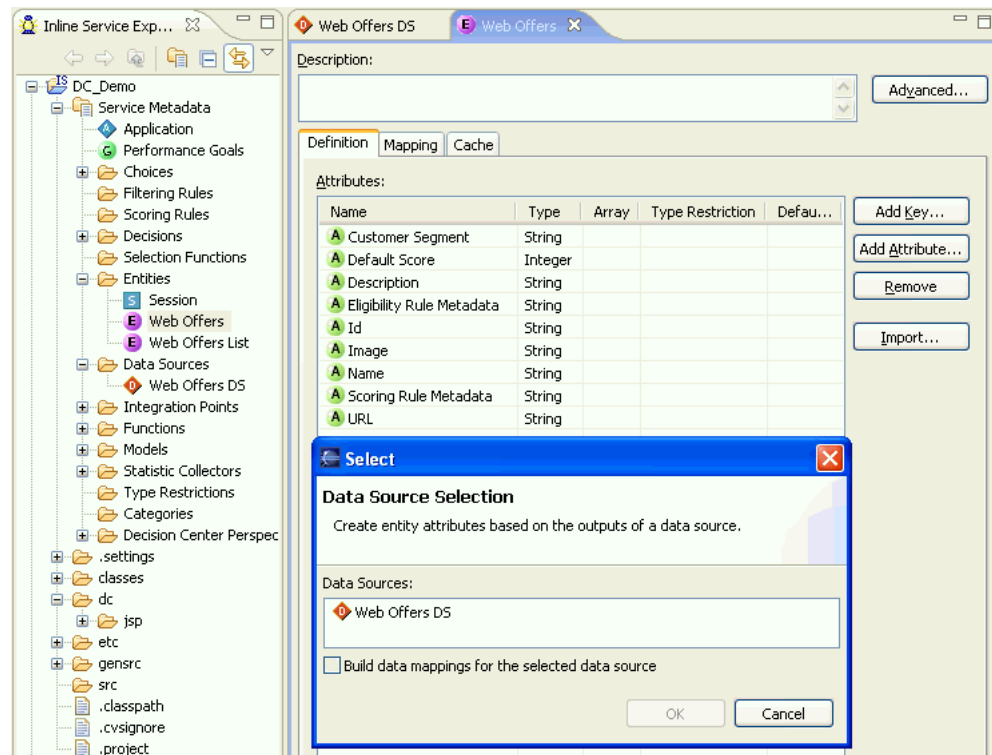 Inline Service Exp...
IS
DC_Demo
Service Metadata
A Application
G Performance Goals
Choices
Filtering Rules
Scoring Rules
Decisions
Selection Functions
Entities
S Session
E Web Offers
E Web Offers List
Data Sources
D Web Offers DS
Integration Points
Functions
Models
Statistic Collectors
Type Restrictions
Categories
Decision Center Perspec
.settings
classes
dc
jsp
etc
gensrc
src
.classpath
.cvsignore
.project
D Web Offers DS E Web Offers
Description:
Advanced...
Definition Mapping Cache
Attributes:
Name Type Array Type Restriction Defau...
A Customer Segment String
A Default Score Integer
A Description String
A Eligibility Rule Metadata String
A Id String
A Image String
A Name String
A Scoring Rule Metadata String
A URL String
Add Key...
Add Attribute...
Remove
Import...
Select
Data Source Selection
Create entity attributes based on the outputs of a data source.
Data Sources:
D Web Offers DS
Build data mappings for the selected data source
OK Cancel